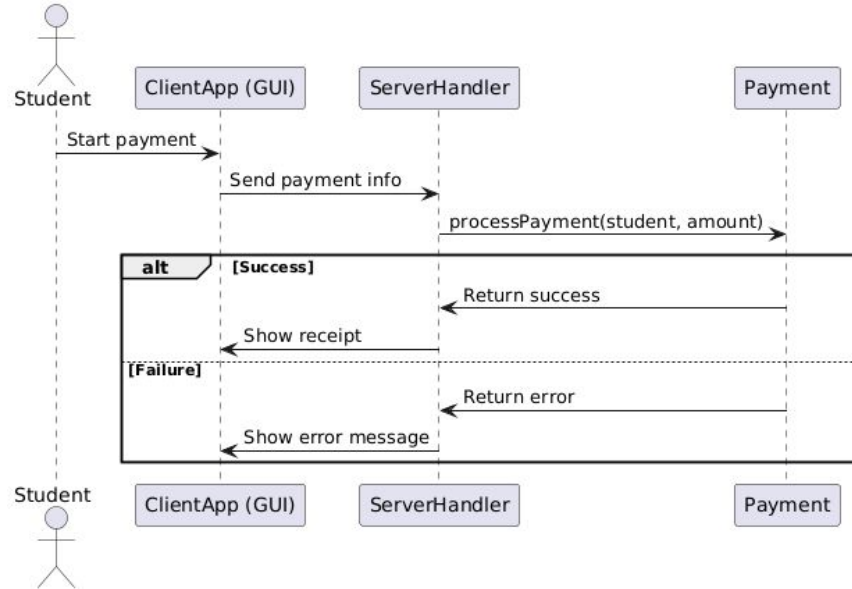 Student
ClientApp (GUI)
ServerHandler
Payment
Start payment
Send payment info
processPayment(student, amount)
alt
[Success]
Return success
Show receipt
[Failure]
Return error
Show error message
Student
ClientApp (GUI)
ServerHandler
Payment